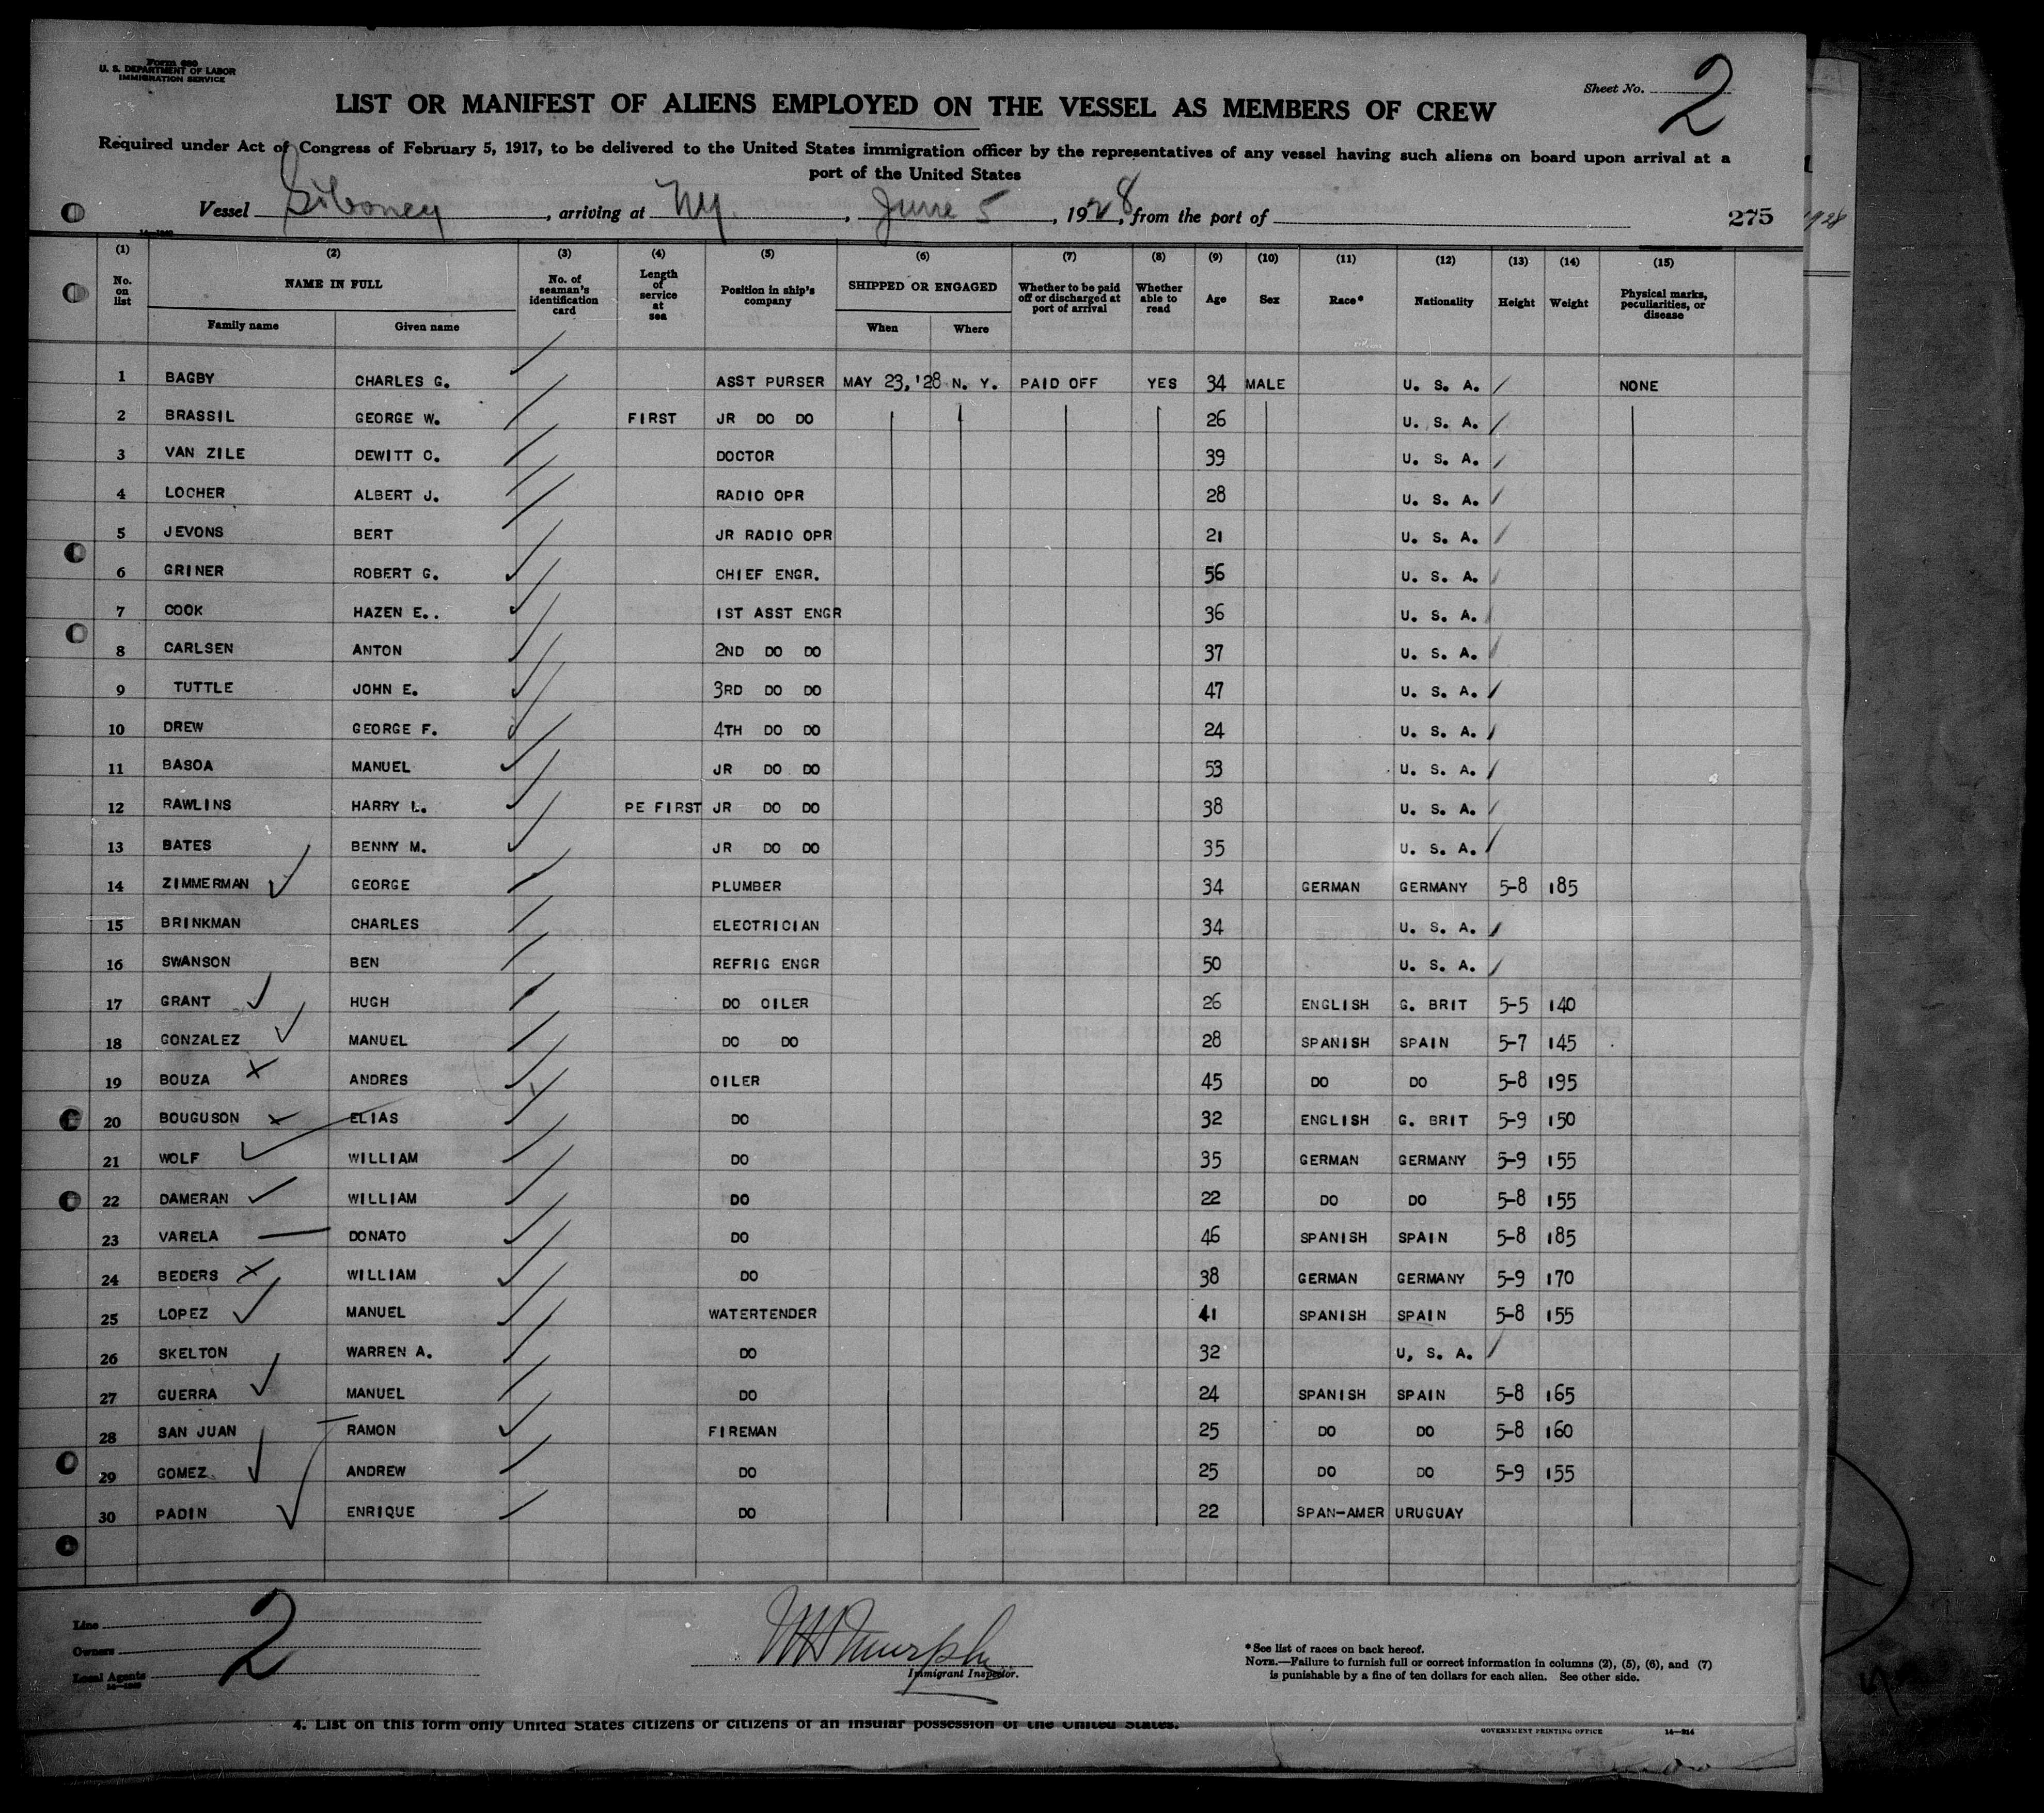 Form 680
U. S. DEPARTMENT OF LABOR
IMMIGRATION SERVICE
Sheet No. 2
LIST OR MANIFEST OF ALIENS EMPLOYED ON THE VESSEL AS MEMBERS OF CREW
Required under Act of Congress of February 5, 1917, to be delivered to the United States immigration officer by the representatives of any vessel having such aliens on board upon arrival at a
port of the United States
Vessel Siboney, arriving at NY., June 5, 1928, from the port of 275
1928
(1) (2) (3) (4) (5) (6) (7) (8) (9) (10) (11) (12) (13) (14) (15)
No. on list NAME IN FULL No. of seaman's identification card Length of service at sea Position in ship's company SHIPPED OR ENGAGED Whether to be paid off or discharged at port of arrival Whether able to read Age Sex Race* Nationality Height Weight Physical marks, peculiarities, or disease
Family name Given name When Where
1 BAGBY CHARLES G. ASST PURSER MAY 23,'28 N. Y. PAID OFF YES 34 MALE U. S. A. NONE
2 BRASSIL GEORGE W. FIRST JR DO DO 26 U. S. A.
3 VAN ZILE DEWITT C. DOCTOR 39 U. S. A.
4 LOCHER ALBERT J. RADIO OPR 28 U. S. A.
5 JEVONS BERT JR RADIO OPR 21 U. S. A.
6 GRINER ROBERT G. CHIEF ENGR. 56 U. S. A.
7 COOK HAZEN E.. 1ST ASST ENGR 36 U. S. A.
8 CARLSEN ANTON 2ND DO DO 37 U. S. A.
9 TUTTLE JOHN E. 3RD DO DO 47 U. S. A.
10 DREW GEORGE F. 4TH DO DO 24 U. S. A.
11 BASOA MANUEL JR DO DO 53 U. S. A.
12 RAWLINS HARRY L. PE FIRST JR DO DO 38 U. S. A.
13 BATES BENNY M. JR DO DO 35 U. S. A.
14 ZIMMERMAN GEORGE PLUMBER 34 GERMAN GERMANY 5-8 185
15 BRINKMAN CHARLES ELECTRICIAN 34 U. S. A.
16 SWANSON BEN REFRIG ENGR 50 U. S. A.
17 GRANT HUGH DO OILER 26 ENGLISH G. BRIT 5-5 140
18 GONZALEZ MANUEL DO DO 28 SPANISH SPAIN 5-7 145
19 BOUZA ANDRES OILER 45 DO DO 5-8 195
20 BOUGUSON ELIAS DO 32 ENGLISH G. BRIT 5-9 150
21 WOLF WILLIAM DO 35 GERMAN GERMANY 5-9 155
22 DAMERAN WILLIAM DO 22 DO DO 5-8 155
23 VARELA DONATO DO 46 SPANISH SPAIN 5-8 185
24 BEDERS WILLIAM DO 38 GERMAN GERMANY 5-9 170
25 LOPEZ MANUEL WATERTENDER 41 SPANISH SPAIN 5-8 155
26 SKELTON WARREN A. DO 32 U, S. A.
27 GUERRA MANUEL DO 24 SPANISH SPAIN 5-8 165
28 SAN JUAN RAMON FIREMAN 25 DO DO 5-8 160
29 GOMEZ ANDREW DO 25 DO DO 5-9 155
30 PADIN ENRIQUE DO 22 SPAN-AMER URUGUAY
Line
Owners
Local Agents
2
Murphy
Immigrant Inspector.
*See list of races on back hereof.
NOTE.—Failure to furnish full or correct information in columns (2), (5), (6), and (7)
is punishable by a fine of ten dollars for each alien. See other side.
4. List on this form only United States citizens or citizens of an insular possession of the United States.
GOVERNMENT PRINTING OFFICE 14—214